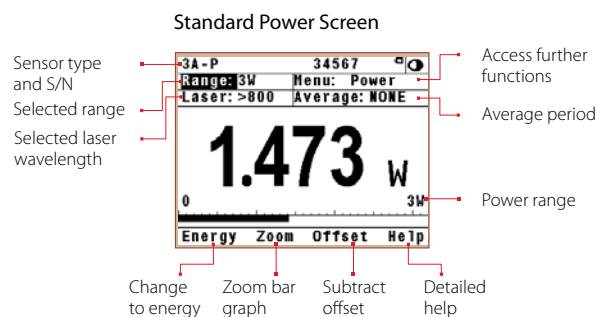 Standard Power Screen
Sensor type
and S/N
Selected range
Selected laser
wavelength
3A-P 34567
Range: 3W Menu: Power
Laser: >800 Average: NONE
1.473 W
0 3W
Energy Zoom Offset Help
Access further
functions
Average period
Power range
Change
to energy
Zoom bar
graph
Subtract
offset
Detailed
help